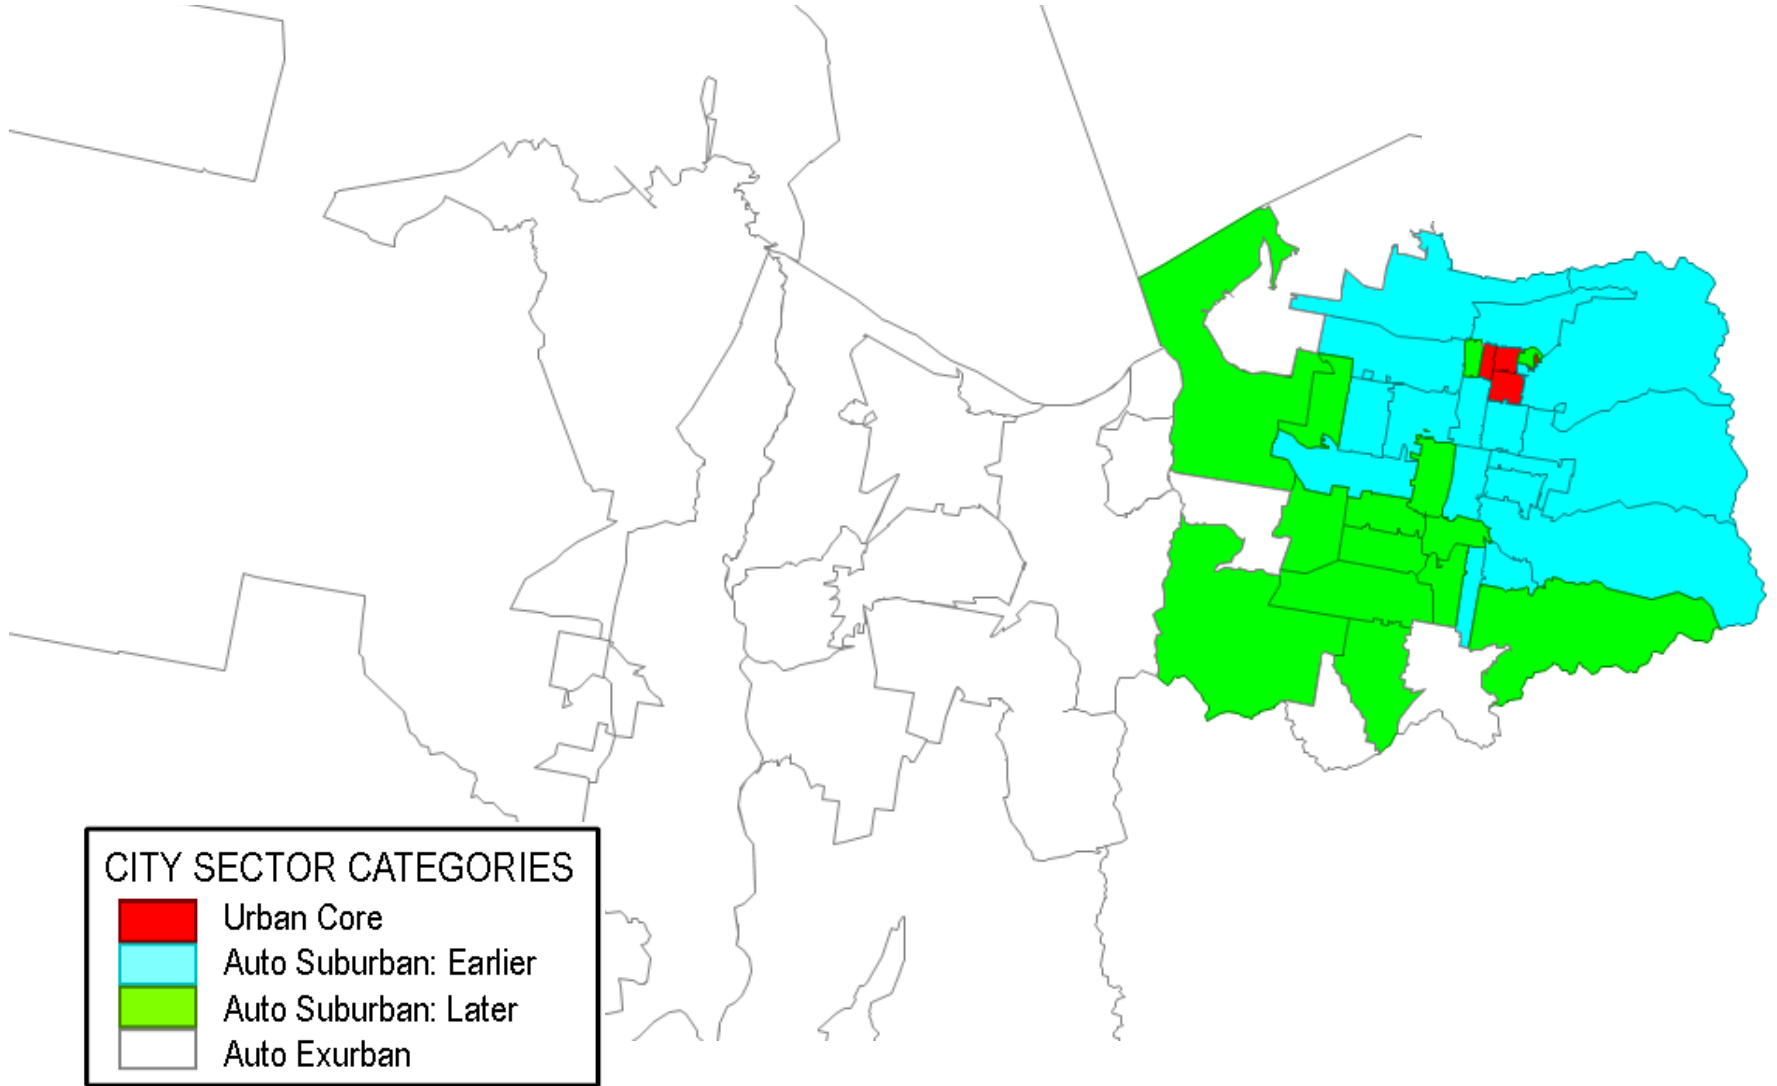 CITY SECTOR CATEGORIES
Urban Core
Auto Suburban: Earlier
Auto Suburban: Later
Auto Exurban